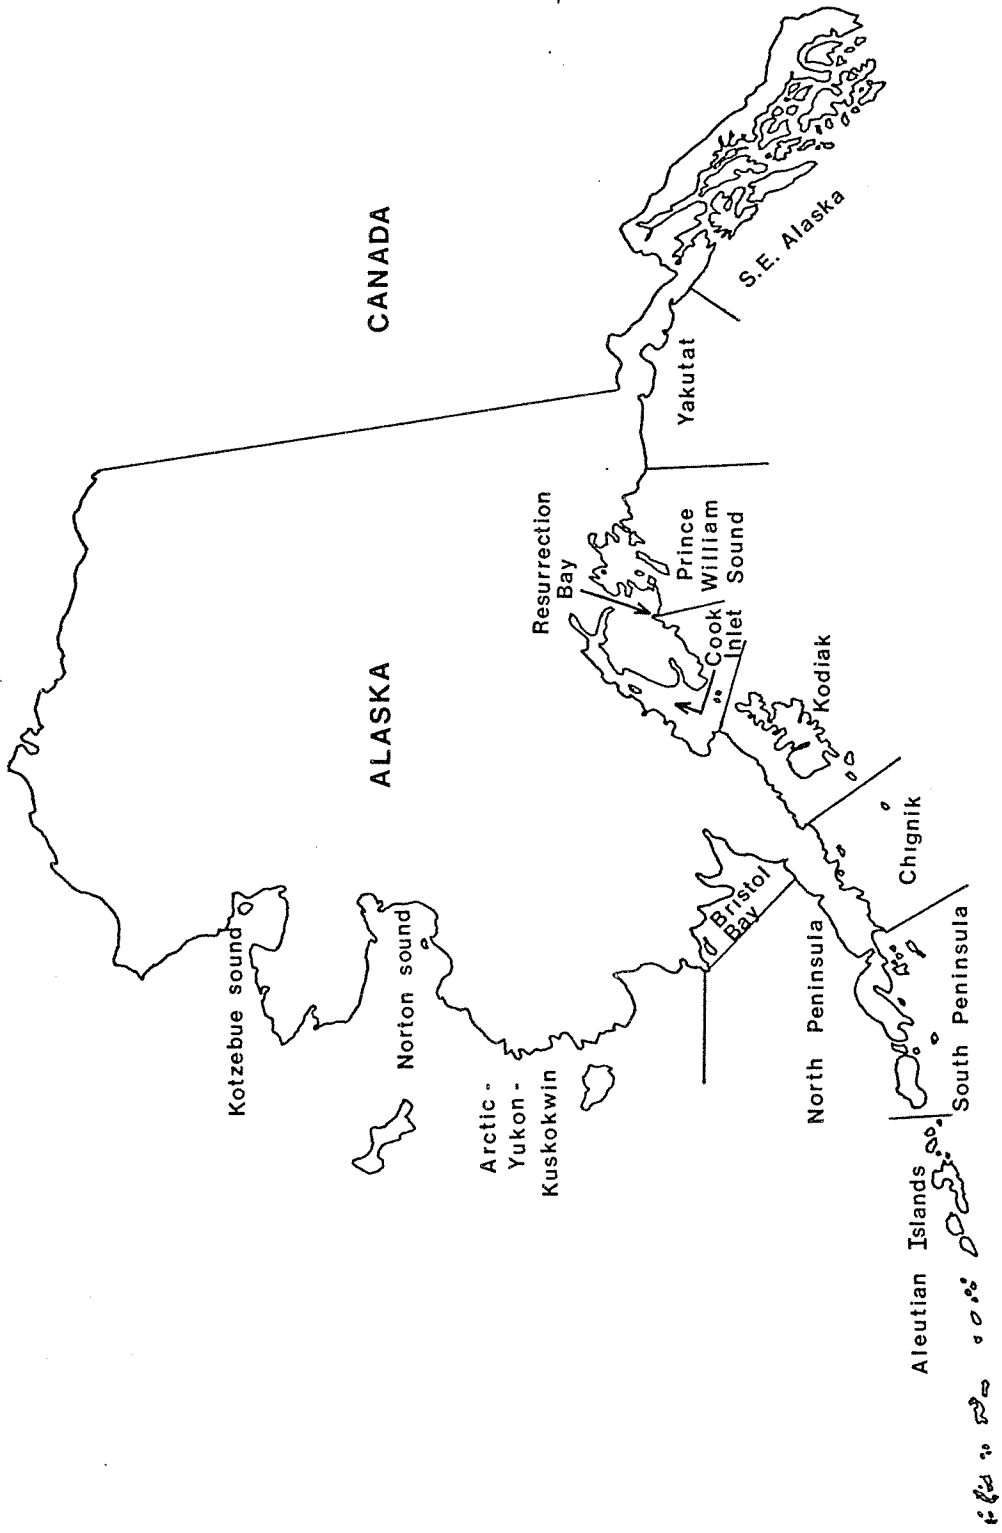 CANADA
ALASKA
Kotzebue sound
Norton sound
Arctic -
Yukon -
Kuskokwin
Bristol
Bay
North Peninsula
Aleutian Islands
South Peninsula
Chignik
Kodiak
Cook
Inlet
Resurrection
Bay
Prince
William
Sound
Yakutat
S.E. Alaska